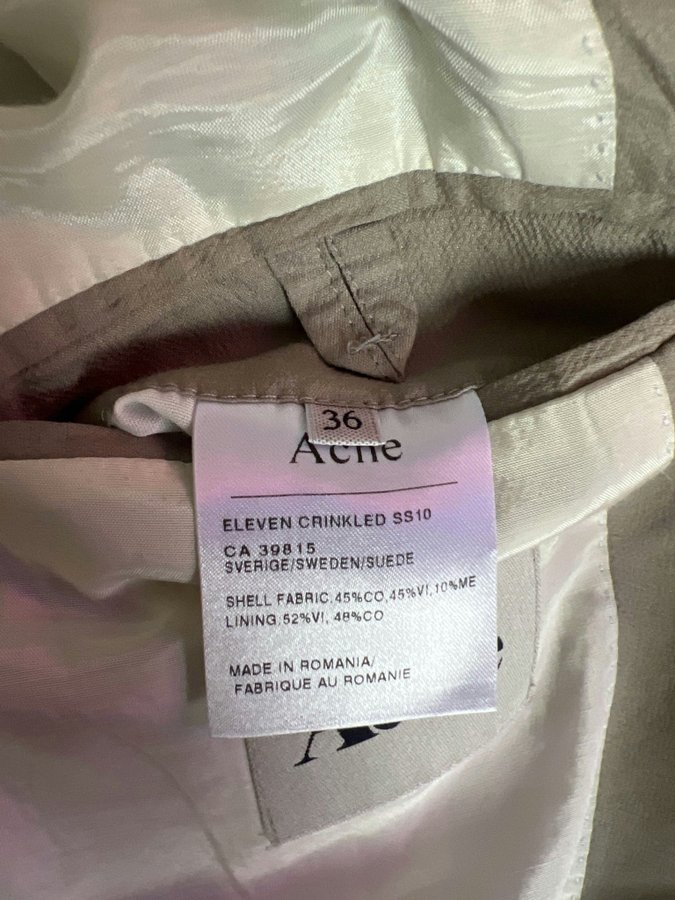 36
Acne
ELEVEN CRINKLED SS10
CA 39815
SVERIGE/SWEDEN/SUEDE
SHELL FABRIC.45%CO,45%VI,10%ME
LINING.52%VI, 48%CO
MADE IN ROMANIA/
FABRIQUE AU ROMANIE